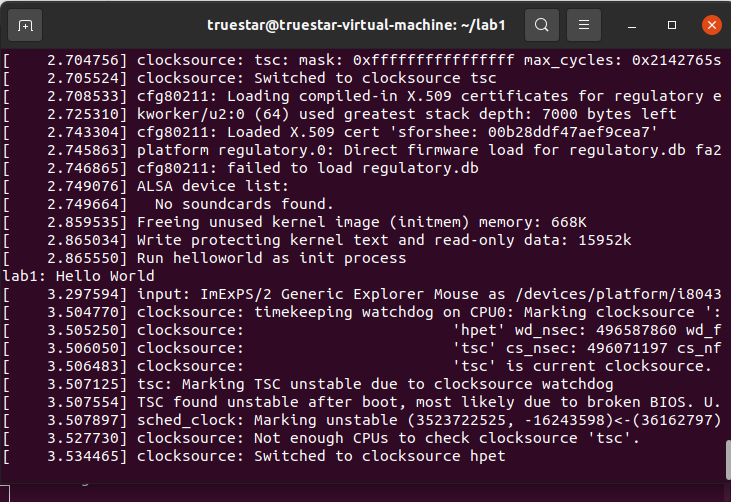 truestar@truestar-virtual-machine: ~/lab1
[    2.704756] clocksource: tsc: mask: 0xffffffffffffffff max_cycles: 0x2142765s
[    2.705524] clocksource: Switched to clocksource tsc
[    2.708533] cfg80211: Loading compiled-in X.509 certificates for regulatory e
[    2.725310] kworker/u2:0 (64) used greatest stack depth: 7000 bytes left
[    2.743304] cfg80211: Loaded X.509 cert 'sforshee: 00b28ddf47aef9cea7'
[    2.745863] platform regulatory.0: Direct firmware load for regulatory.db fa2
[    2.746865] cfg80211: failed to load regulatory.db
[    2.749076] ALSA device list:
[    2.749664]   No soundcards found.
[    2.859535] Freeing unused kernel image (initmem) memory: 668K
[    2.865034] Write protecting kernel text and read-only data: 15952k
[    2.865550] Run helloworld as init process
lab1: Hello World
[    3.297594] input: ImExPS/2 Generic Explorer Mouse as /devices/platform/i8043
[    3.504770] clocksource: timekeeping watchdog on CPU0: Marking clocksource ':
[    3.505250] clocksource:                       'hpet' wd_nsec: 496587860 wd_f
[    3.506050] clocksource:                       'tsc' cs_nsec: 496071197 cs_nf
[    3.506483] clocksource:                       'tsc' is current clocksource.
[    3.507125] tsc: Marking TSC unstable due to clocksource watchdog
[    3.507554] TSC found unstable after boot, most likely due to broken BIOS. U.
[    3.507897] sched_clock: Marking unstable (3523722525, -16243598)<-(36162797)
[    3.527730] clocksource: Not enough CPUs to check clocksource 'tsc'.
[    3.534465] clocksource: Switched to clocksource hpet